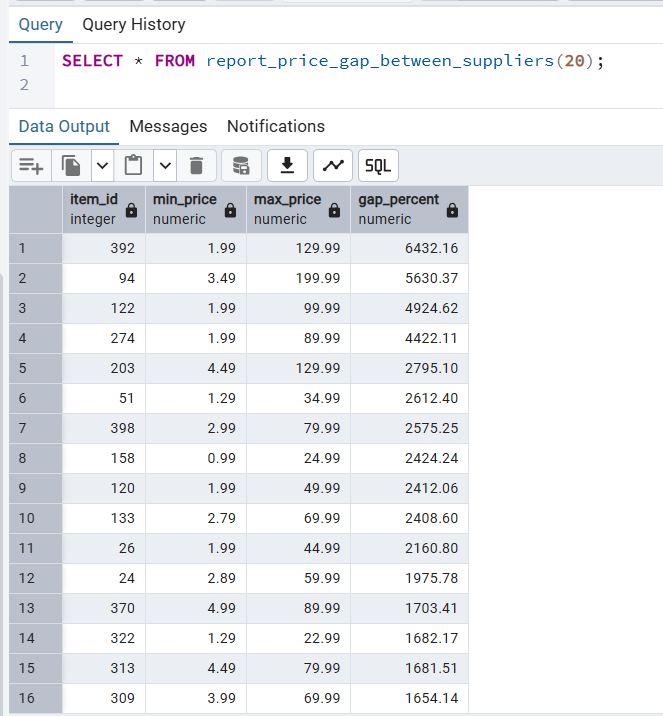 Query Query History
1 SELECT * FROM report_price_gap_between_suppliers(20);
2
Data Output Messages Notifications
SQL
item_id min_price max_price gap_percent
integer numeric numeric numeric
1 392 1.99 129.99 6432.16
2 94 3.49 199.99 5630.37
3 122 1.99 99.99 4924.62
4 274 1.99 89.99 4422.11
5 203 4.49 129.99 2795.10
6 51 1.29 34.99 2612.40
7 398 2.99 79.99 2575.25
8 158 0.99 24.99 2424.24
9 120 1.99 49.99 2412.06
10 133 2.79 69.99 2408.60
11 26 1.99 44.99 2160.80
12 24 2.89 59.99 1975.78
13 370 4.99 89.99 1703.41
14 322 1.29 22.99 1682.17
15 313 4.49 79.99 1681.51
16 309 3.99 69.99 1654.14